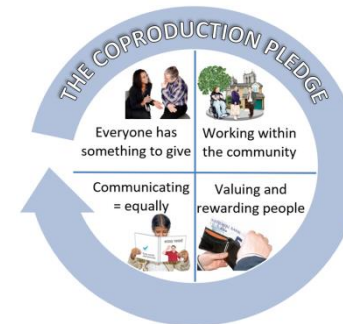 THE COPRODUCTION PLEDGE
Everyone has
something to give
Working within
the community
Communicating
= equally
Valuing and
rewarding people